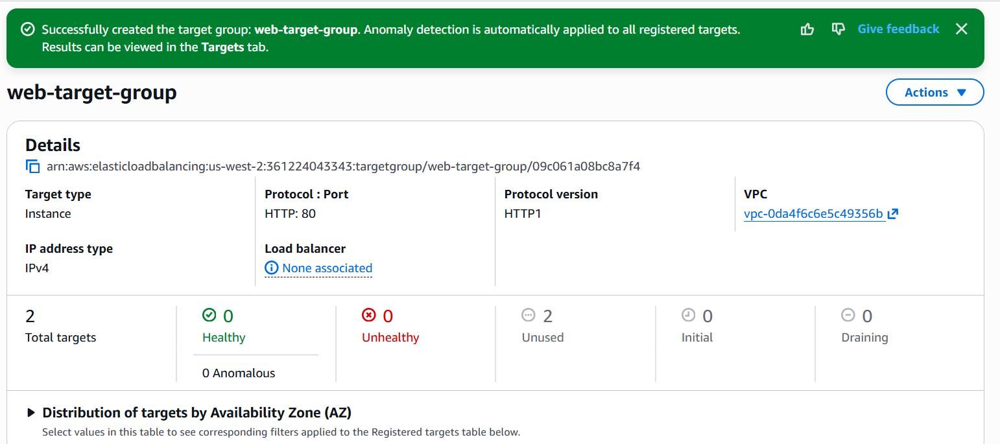 Successfully created the target group: web-target-group. Anomaly detection is automatically applied to all registered targets.
Results can be viewed in the Targets tab.
Give feedback
web-target-group
Actions
Details
arn:aws:elasticloadbalancing:us-west-2:361224043343:targetgroup/web-target-group/09c061a08bc8a7f4
Target type
Instance
Protocol : Port
HTTP: 80
Protocol version
HTTP1
VPC
vpc-0da4f6c6e5c49356b
IP address type
IPv4
Load balancer
None associated
2
Total targets
0
Healthy
0 Anomalous
0
Unhealthy
2
Unused
0
Initial
0
Draining
Distribution of targets by Availability Zone (AZ)
Select values in this table to see corresponding filters applied to the Registered targets table below.